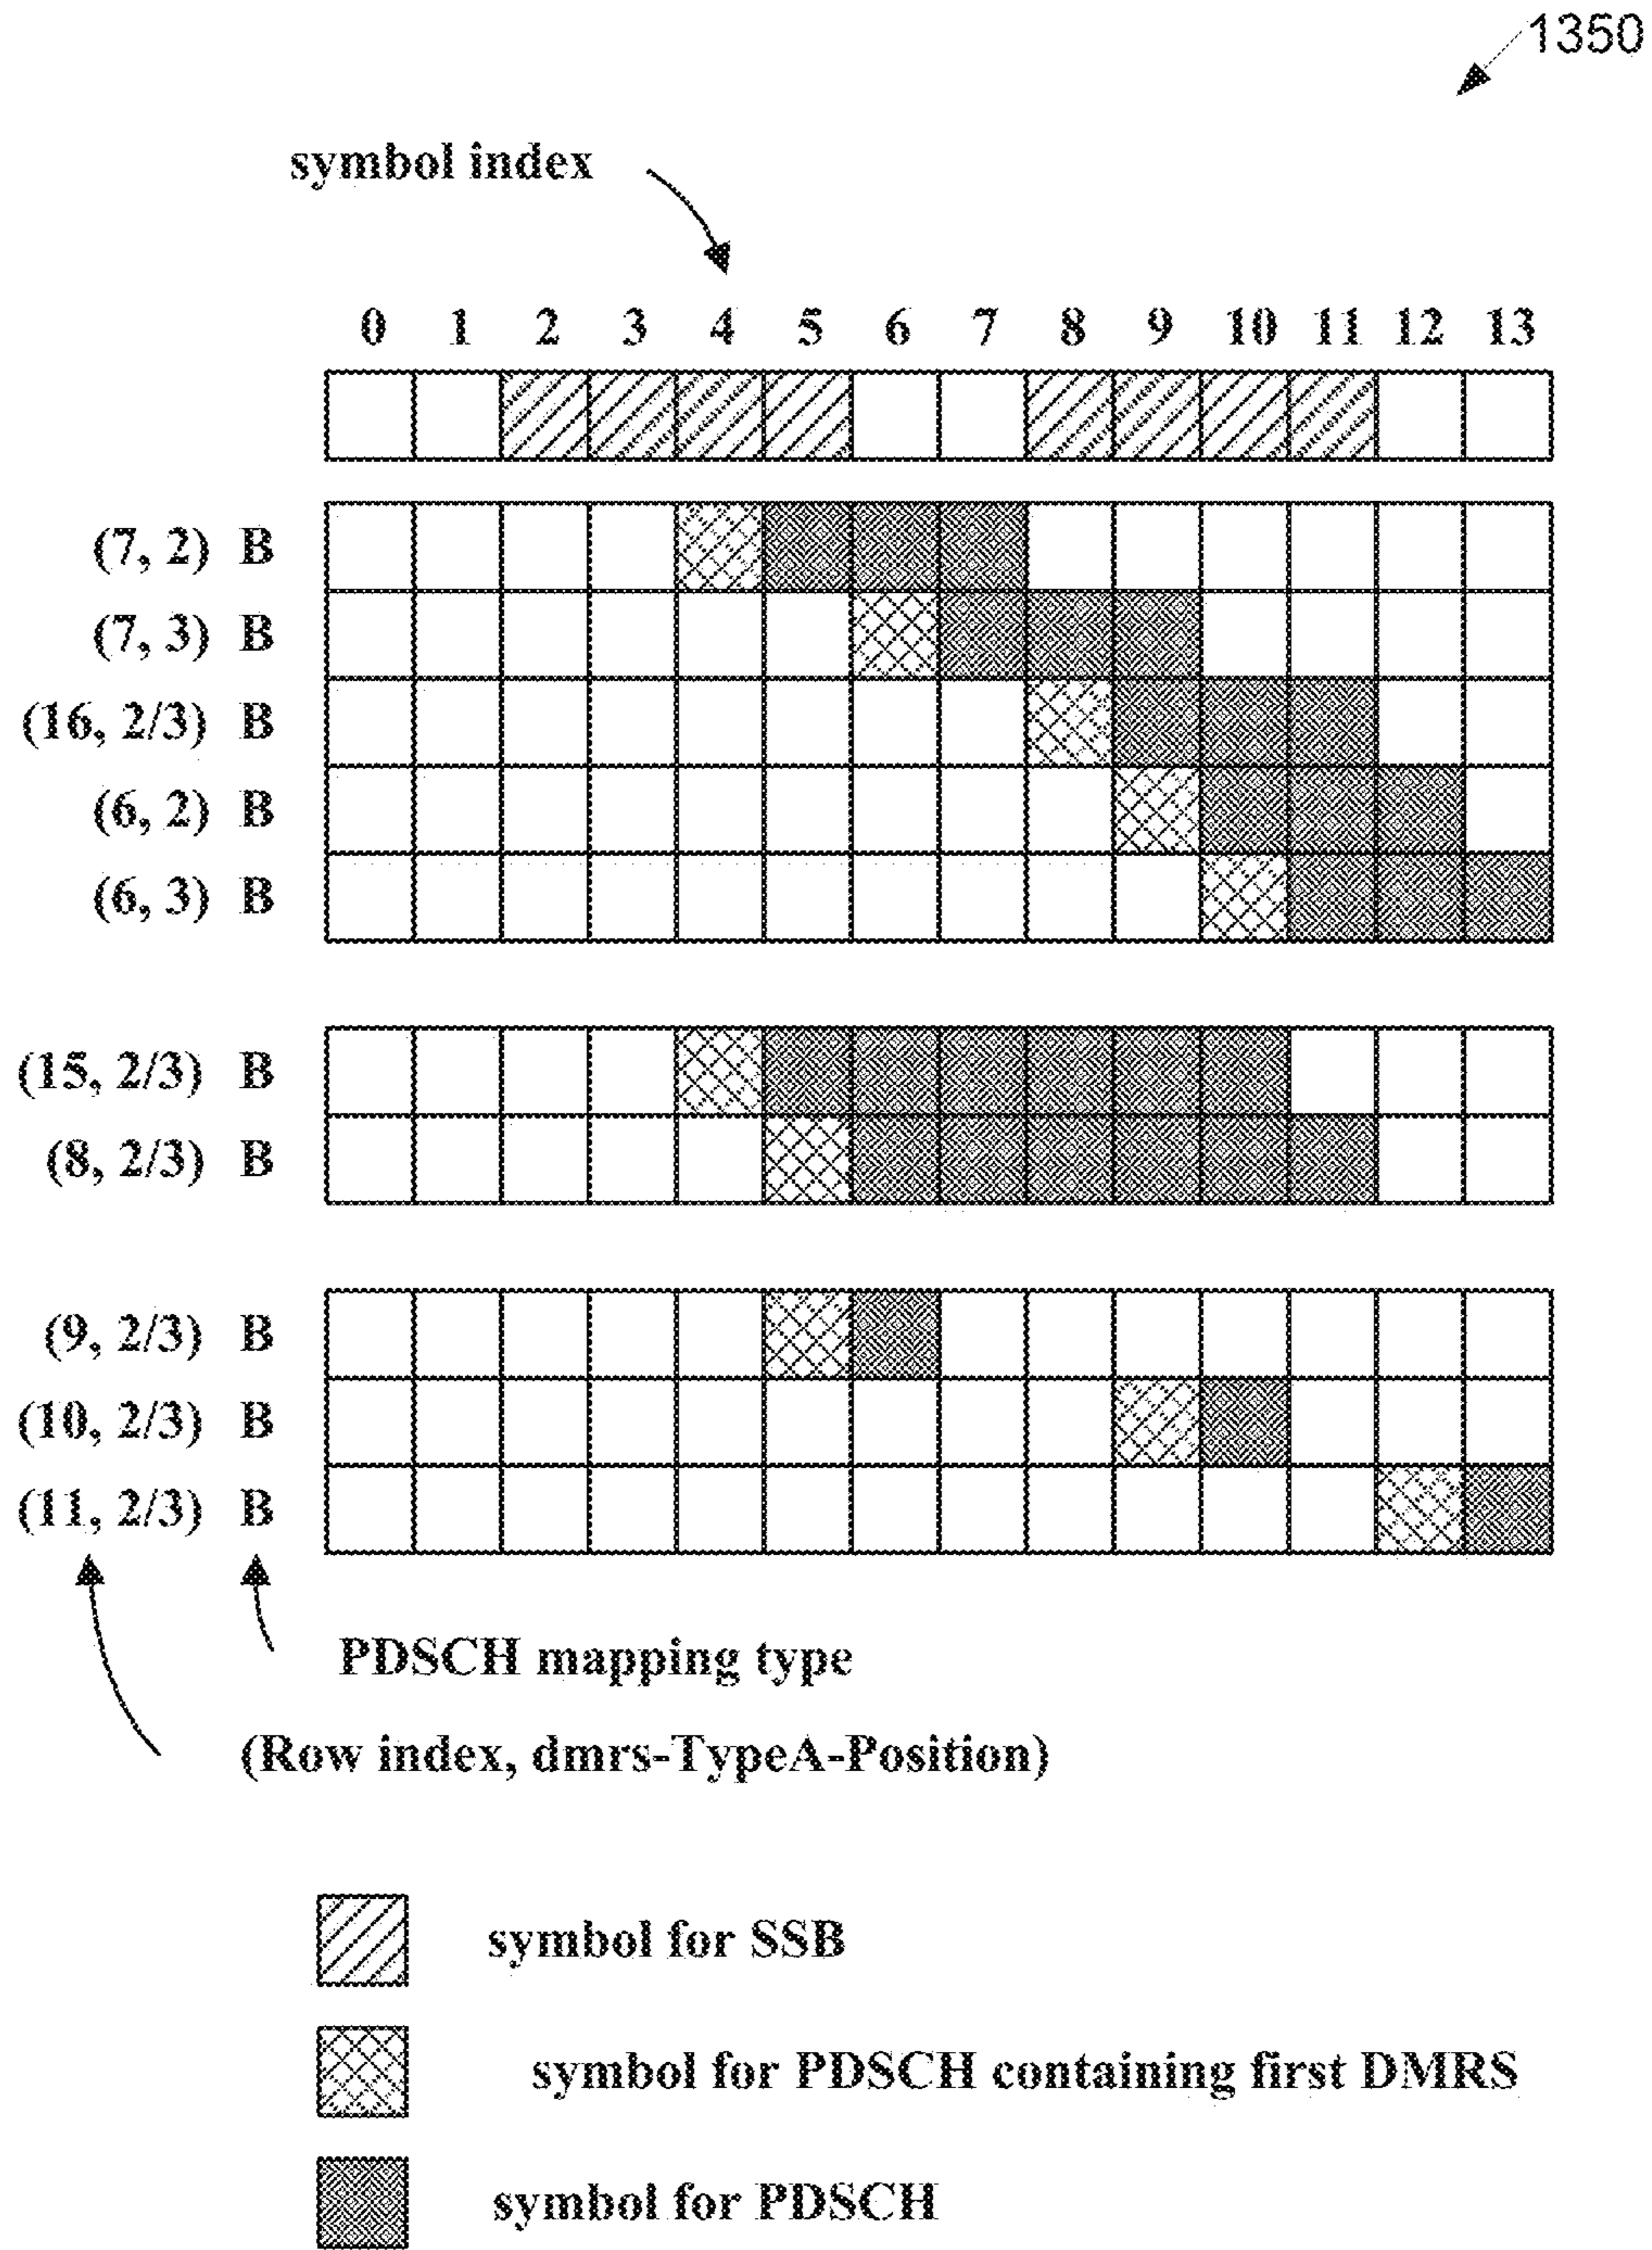 1350
symbol index
0 1 2 3 4 5 6 7 8 9 10 11 12 13
(7, 2) B
(7, 3) B
(16, 2/3) B
(6, 2) B
(6, 3) B
(15, 2/3) B
(8, 2/3) B
(9, 2/3) B
(10, 2/3) B
(11, 2/3) B
PDSCH mapping type
(Row index, dmrs-TypeA-Position)
symbol for SSB
symbol for PDSCH containing first DMRS
symbol for PDSCH